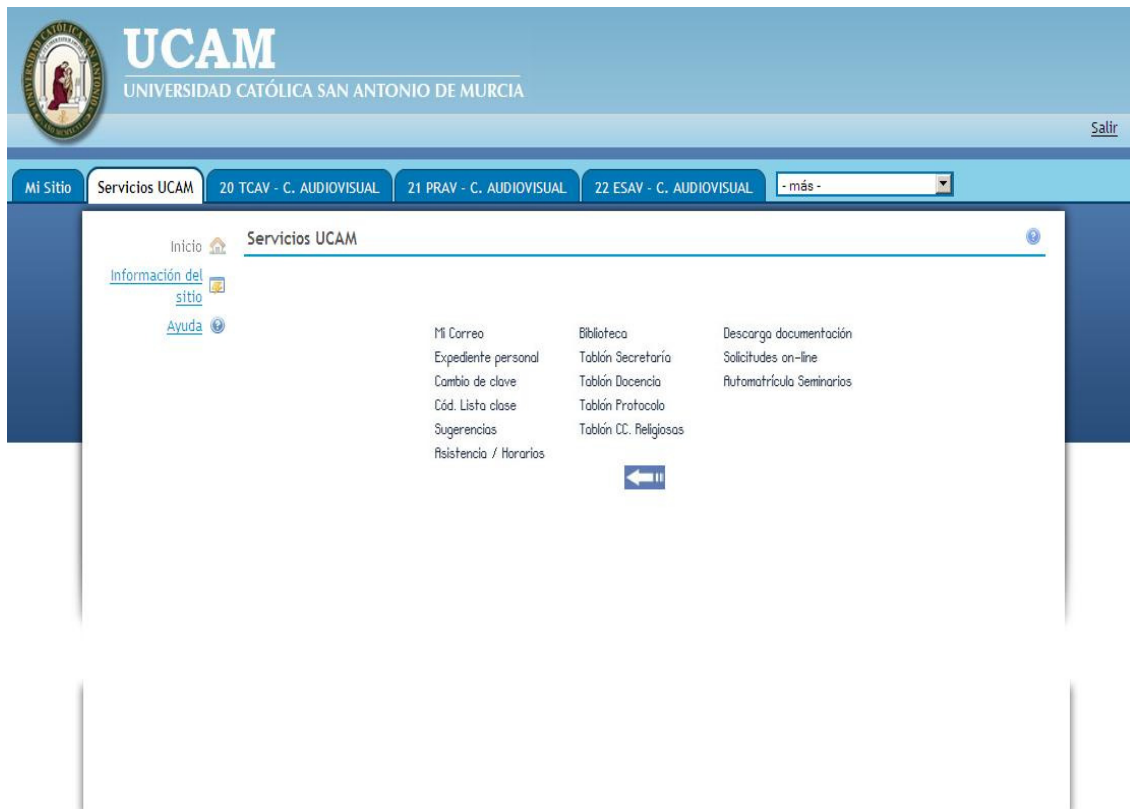 UCAM
UNIVERSIDAD CATÓLICA SAN ANTONIO DE MURCIA
Salir
Mi Sitio
Servicios UCAM
20 TCAV - C. AUDIOVISUAL
21 PRAV - C. AUDIOVISUAL
22 ESAV - C. AUDIOVISUAL
- más -
Inicio
Información del
sitio
Ayuda
Servicios UCAM
Mi Correo
Expediente personal
Cambio de clave
Cód. Lista clase
Sugerencias
Asistencia / Horarios
Biblioteca
Tablón Secretaría
Tablón Docencia
Tablón Protocolo
Tablón CC. Religiosas
Descarga documentación
Solicitudes on-line
Automatrícula Seminarios